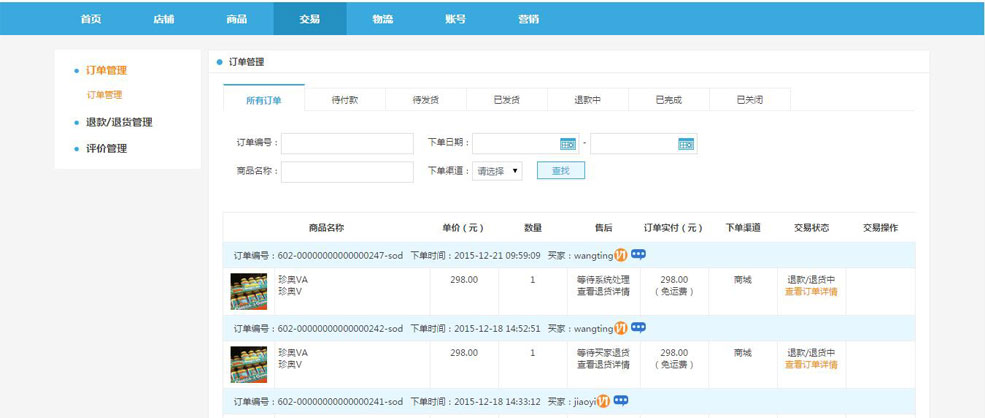 首页 店铺 商品 交易 物流 账号 营销
订单管理
订单管理
退款/退货管理
评价管理
订单管理
所有订单 待付款 待发货 已发货 退款中 已完成 已关闭
订单编号： 下单日期： -
商品名称： 下单渠道： 请选择 查找
商品名称 单价（元） 数量 售后 订单实付（元） 下单渠道 交易状态 交易操作
订单编号：602-00000000000000247-sod 下单时间：2015-12-21 09:59:09 买家：wangting
珍奥VA 298.00 1 等待系统处理 298.00 商城 退款/退货中
珍奥V 查看退货详情 （免运费） 查看订单详情
订单编号：602-00000000000000242-sod 下单时间：2015-12-18 14:52:51 买家：wangting
珍奥VA 298.00 1 等待买家退货 298.00 商城 退款/退货中
珍奥V 查看退货详情 （免运费） 查看订单详情
订单编号：602-00000000000000241-sod 下单时间：2015-12-18 14:33:12 买家：jiaoyi